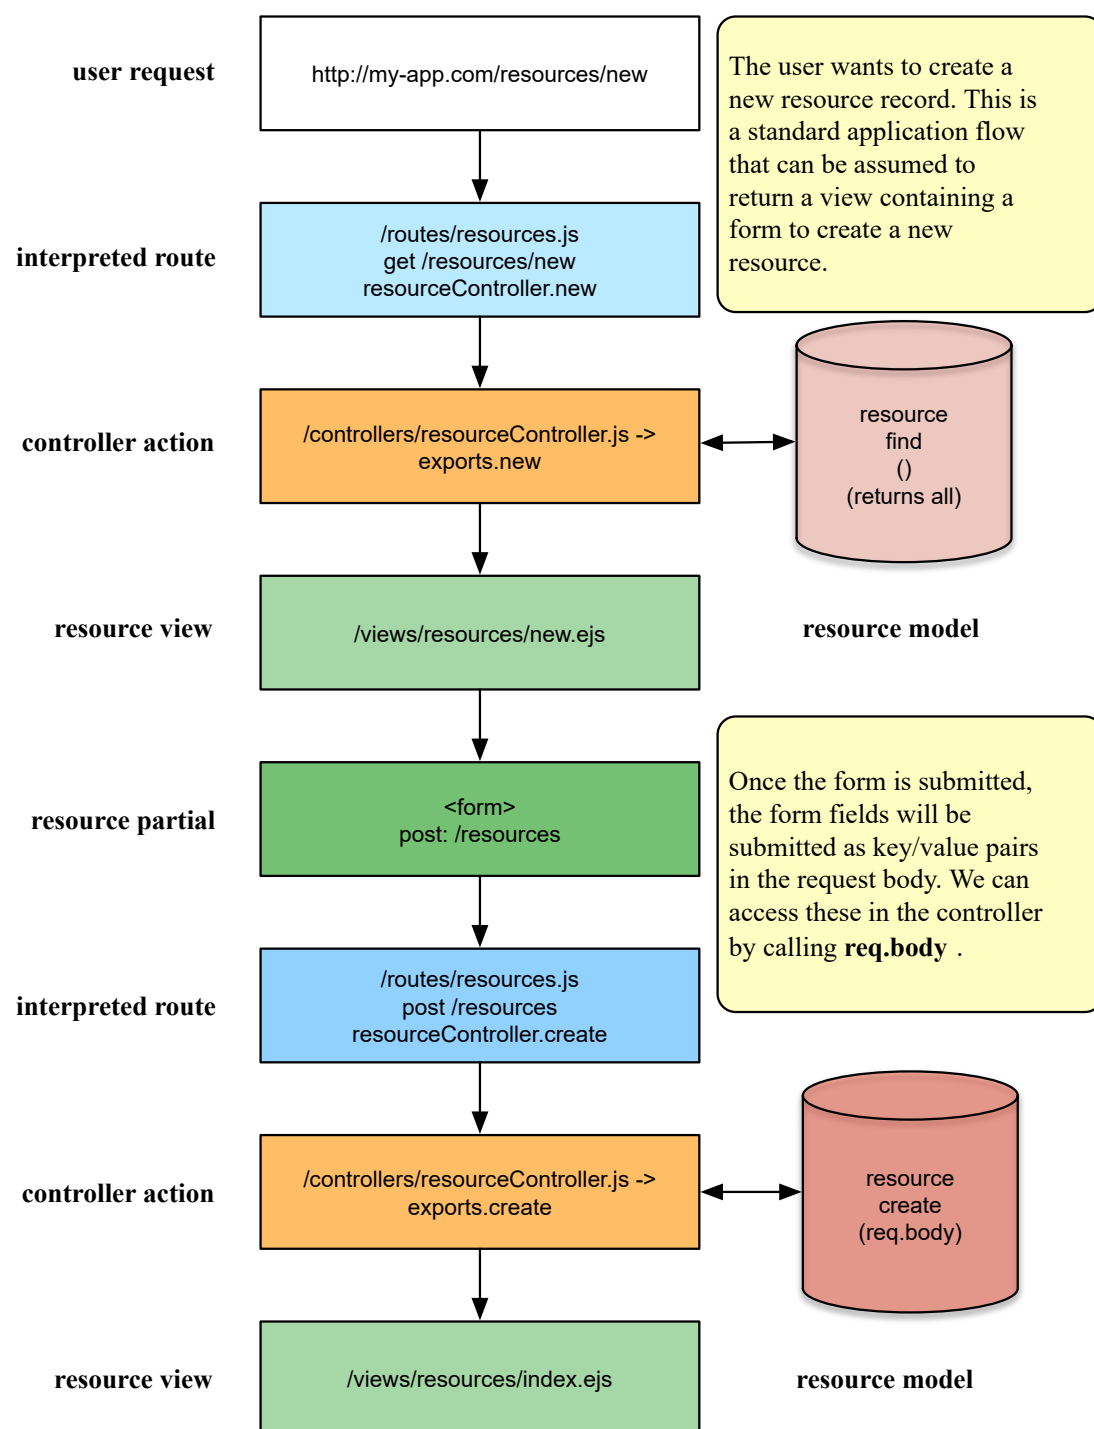 user request
http://my-app.com/resources/new
The user wants to create a
new resource record. This is
a standard application flow
that can be assumed to
return a view containing a
form to create a new
resource.
interpreted route
/routes/resources.js
get /resources/new
resourceController.new
controller action
/controllers/resourceController.js ->
exports.new
resource
find
()
(returns all)
resource view
/views/resources/new.ejs
resource model
resource partial
<form>
post: /resources
Once the form is submitted,
the form fields will be
submitted as key/value pairs
in the request body. We can
access these in the controller
by calling req.body .
interpreted route
/routes/resources.js
post /resources
resourceController.create
controller action
/controllers/resourceController.js ->
exports.create
resource
create
(req.body)
resource view
/views/resources/index.ejs
resource model